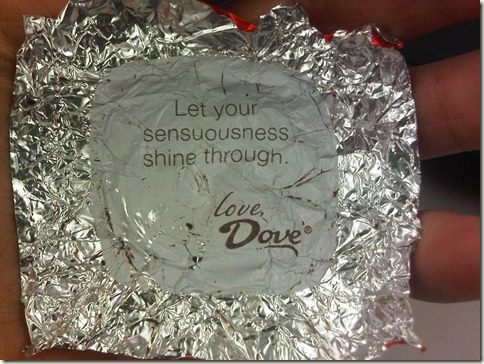 Let your
sensuousness
shine through.
Love,
Dove®